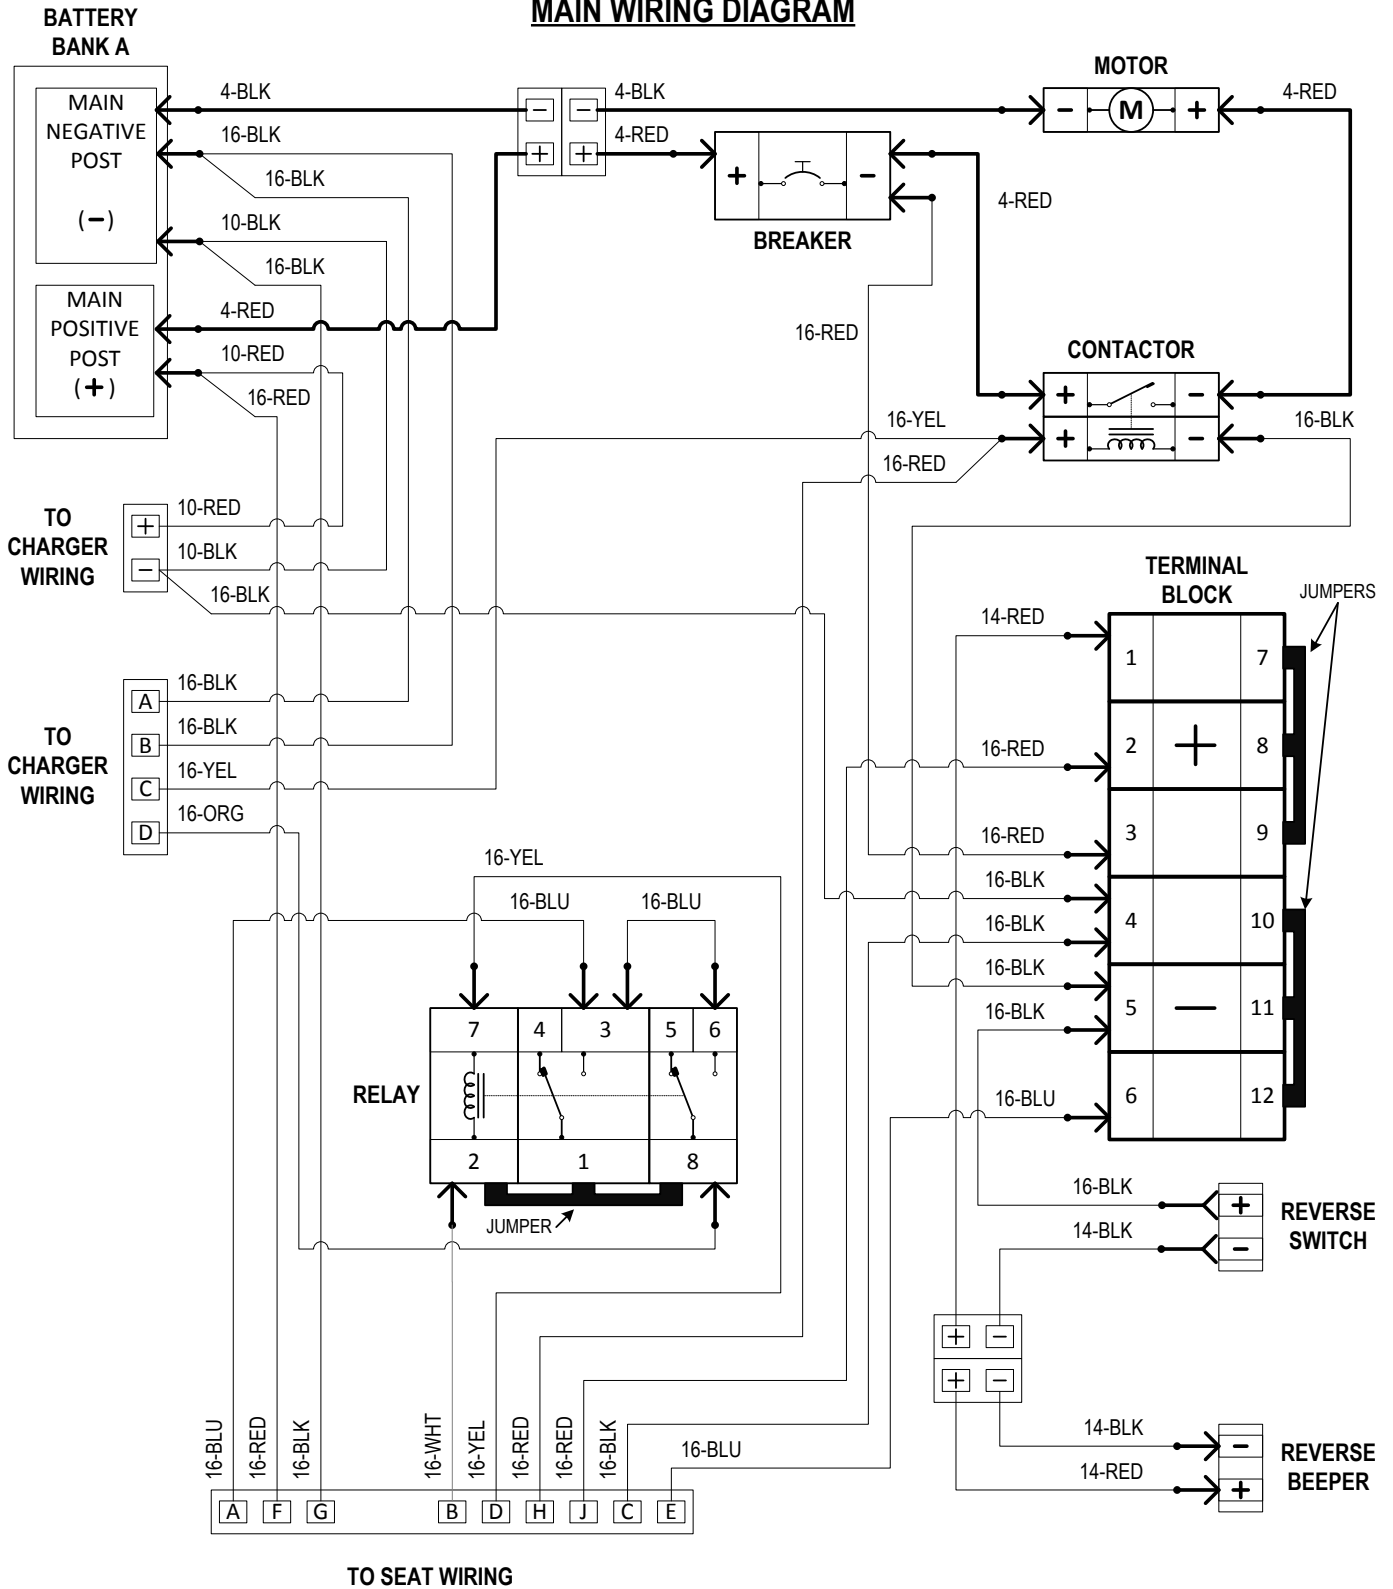 MAIN WIRING DIAGRAM
BATTERY
BANK A
MAIN
NEGATIVE
POST
(−)
MAIN
POSITIVE
POST
(+)
4-BLK
16-BLK
16-BLK
10-BLK
16-BLK
4-RED
10-RED
16-RED
− −
+ +
4-BLK
4-RED
+ −
BREAKER
MOTOR
− M +
4-RED
4-RED
16-RED
CONTACTOR
+ −
+ −
16-YEL
16-RED
16-BLK
TO
CHARGER
WIRING
+
−
10-RED
10-BLK
16-BLK
TO
CHARGER
WIRING
A
B
C
D
16-BLK
16-BLK
16-YEL
16-ORG
TERMINAL
BLOCK
JUMPERS
14-RED
16-RED
16-RED
16-BLK
16-BLK
16-BLK
16-BLK
16-BLU
1 7
2 + 8
3 9
4 10
5 − 11
6 12
16-YEL
16-BLU
16-BLU
RELAY
7 4 3 5 6
2 1 8
JUMPER
16-BLK
14-BLK
+
−
REVERSE
SWITCH
+ −
+ −
14-BLK
14-RED
−
+
REVERSE
BEEPER
16-BLU
16-RED
16-BLK
16-WHT
16-YEL
16-RED
16-RED
16-BLK
16-BLU
A F G B D H J C E
TO SEAT WIRING